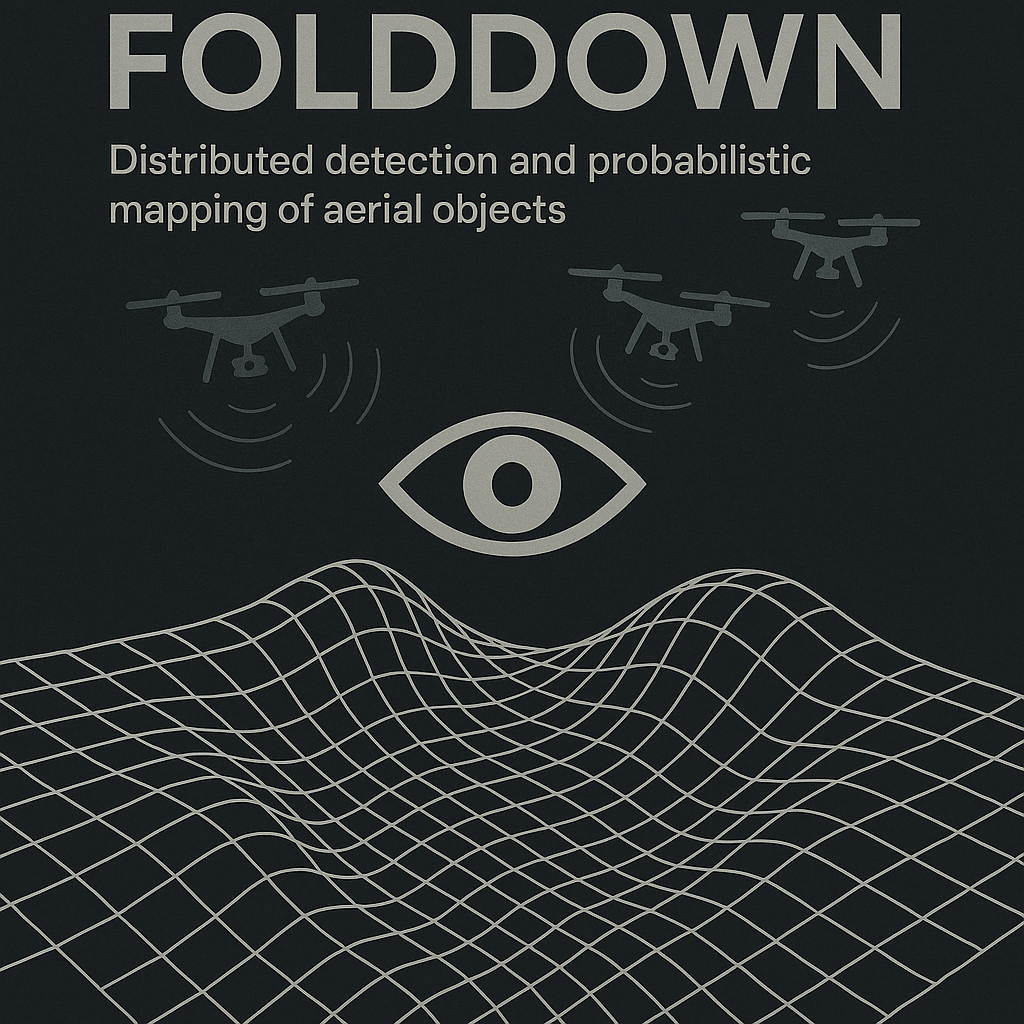 FOLDDOWN
Distributed detection and probabilistic
mapping of aerial objects